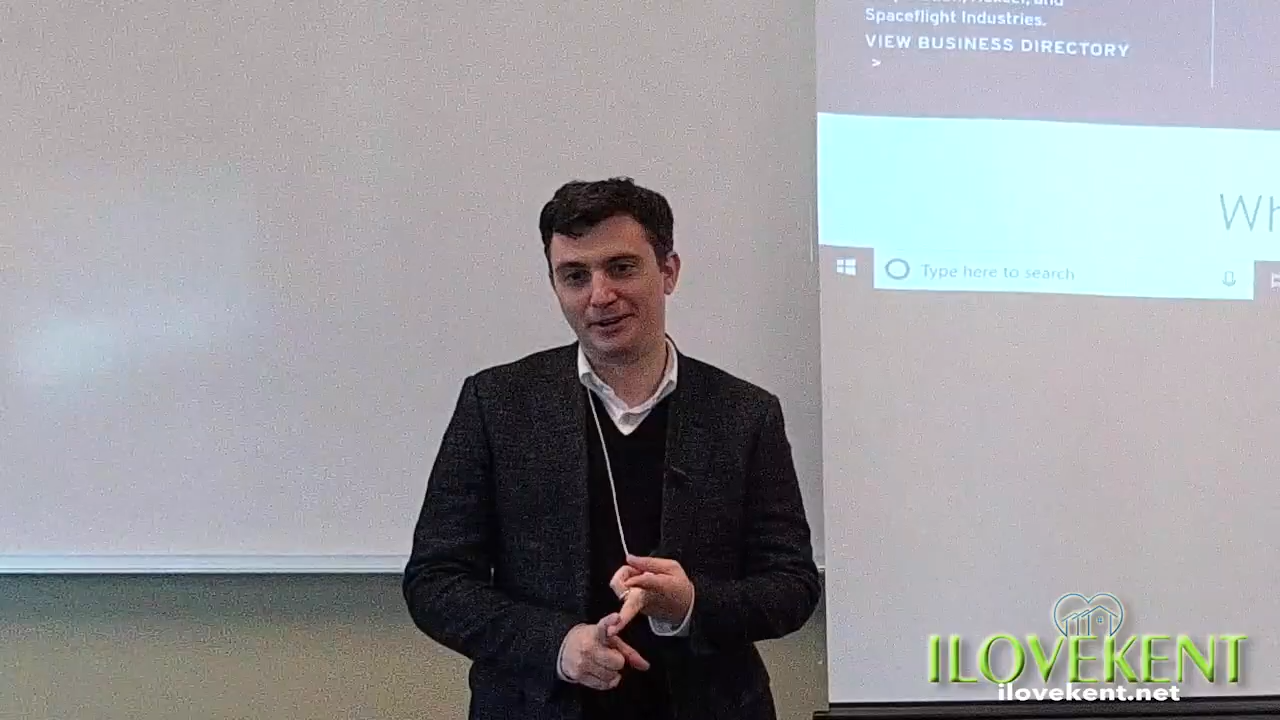 Spaceflight Industries.
VIEW BUSINESS DIRECTORY
>
Type here to search
ILOVEKENT
ilovekent.net